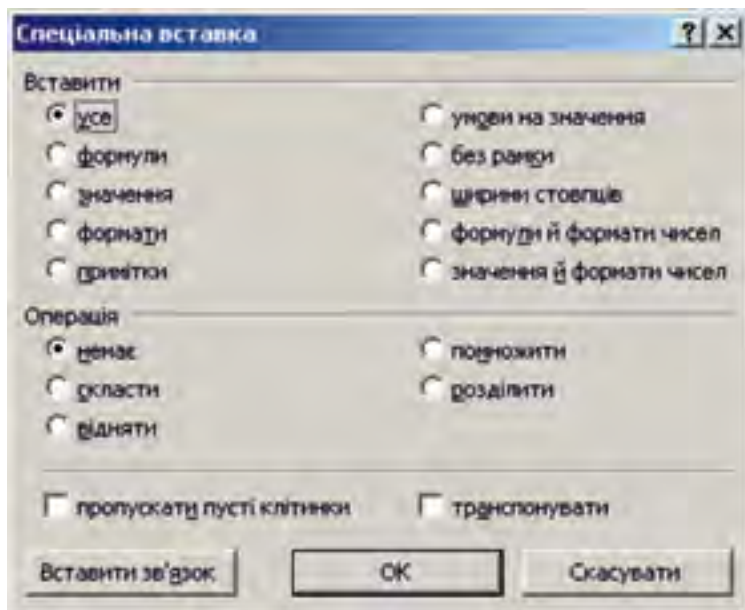 Спеціальна вставка
Вставити
усе
умови на значення
формули
без рамки
значення
ширини стовпців
формати
формули й формати чисел
примітки
значення й формати чисел
Операція
немає
помножити
скласти
розділити
відняти
пропускати пусті клітинки
транспонувати
Вставити зв'язок
ОК
Скасувати